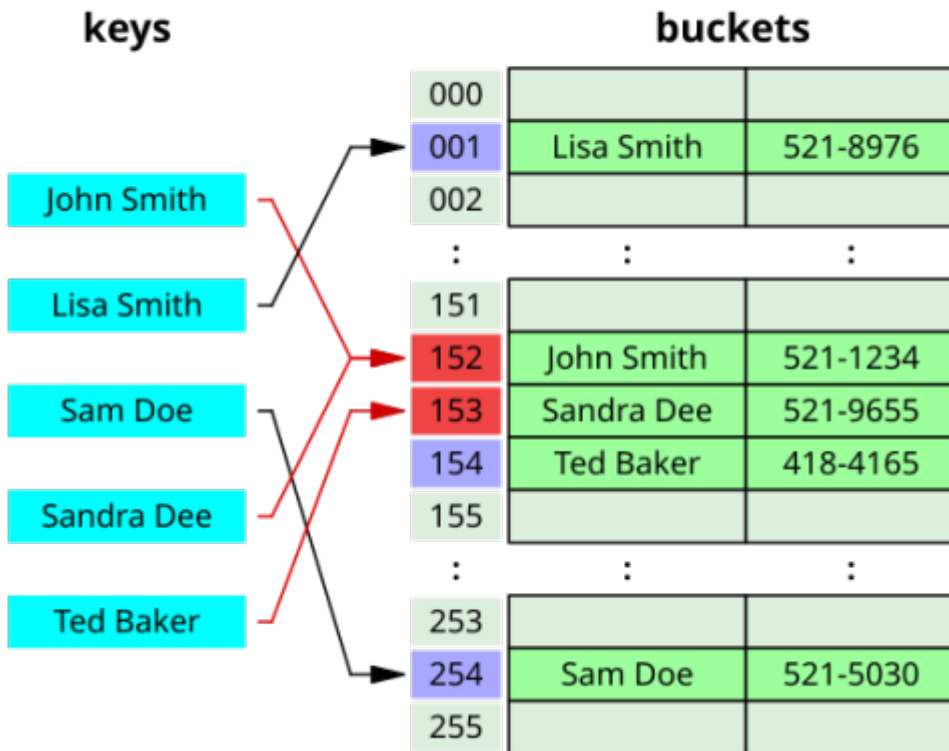 keys
buckets
John Smith
Lisa Smith
Sam Doe
Sandra Dee
Ted Baker
000
001 Lisa Smith 521-8976
002
: : :
151
152 John Smith 521-1234
153 Sandra Dee 521-9655
154 Ted Baker 418-4165
155
: : :
253
254 Sam Doe 521-5030
255